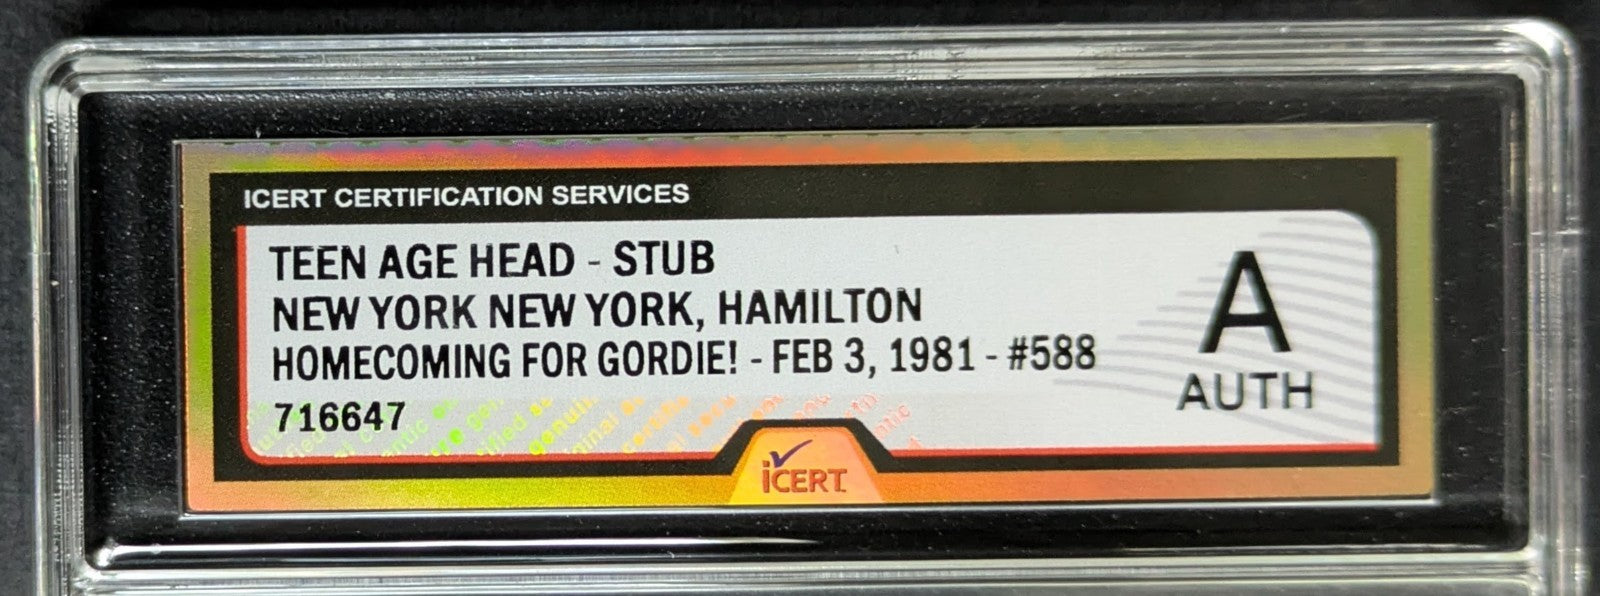 ICERT CERTIFICATION SERVICES
TEEN AGE HEAD - STUB
NEW YORK NEW YORK, HAMILTON
HOMECOMING FOR GORDIE! - FEB 3, 1981 - #588
716647
A
AUTH
iCERT